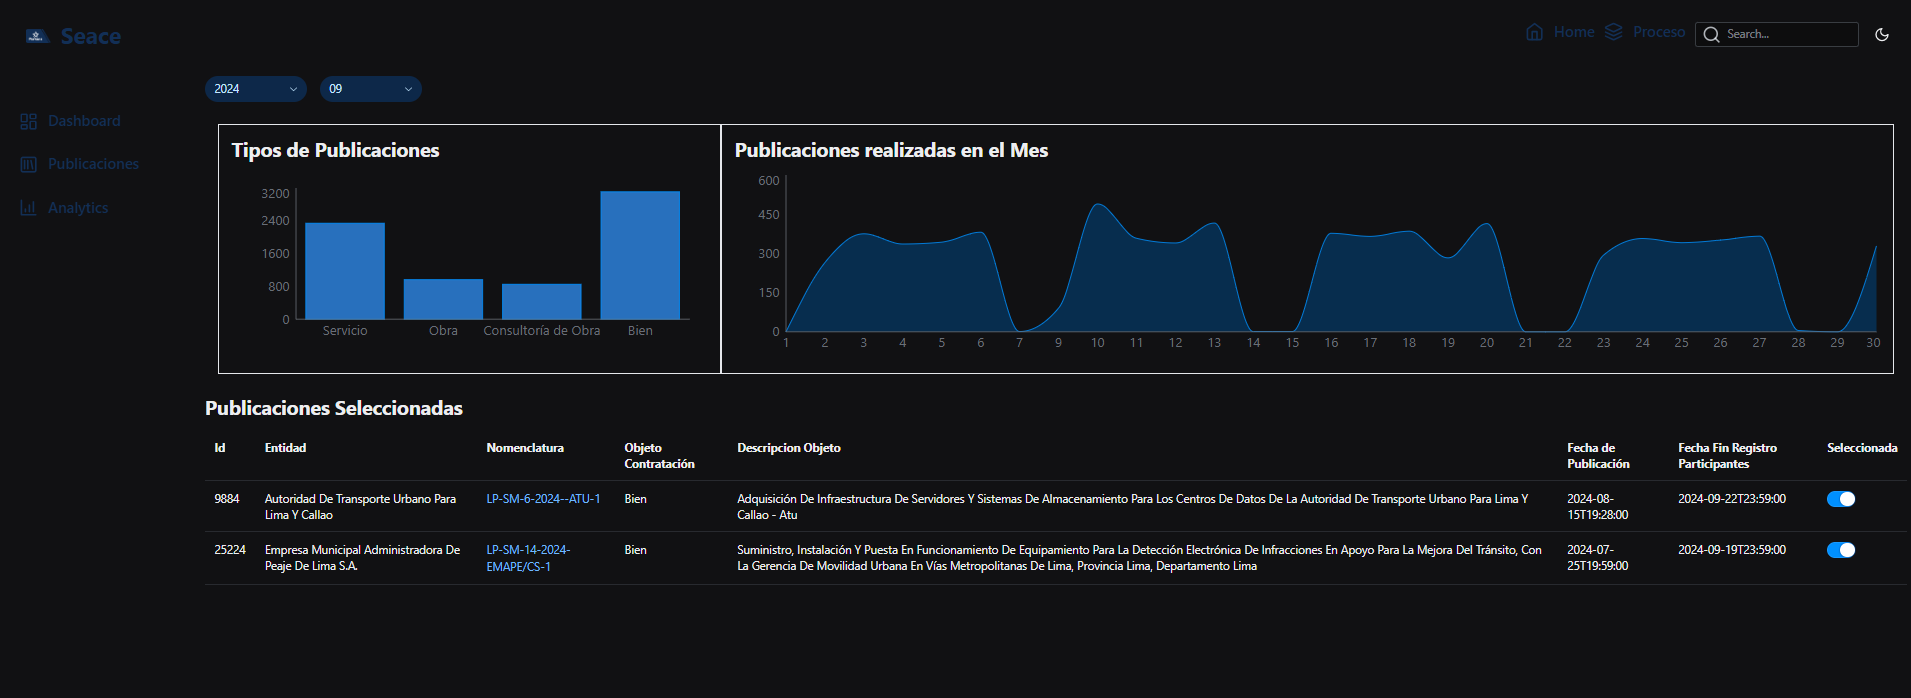 Seace
Home
Proceso
Search...
2024
09
Dashboard
Publicaciones
Analytics
Tipos de Publicaciones
3200
2400
1600
800
0
Servicio Obra Consultoría de Obra Bien
Publicaciones realizadas en el Mes
600
450
300
150
0
1 2 3 4 5 6 7 9 10 11 12 13 14 15 16 17 18 19 20 21 22 23 24 25 26 27 28 29 30
Publicaciones Seleccionadas
Id
Entidad
Nomenclatura
Objeto
Contratación
Descripcion Objeto
Fecha de
Publicación
Fecha Fin Registro
Participantes
Seleccionada
9884
Autoridad De Transporte Urbano Para
Lima Y Callao
LP-SM-6-2024--ATU-1
Bien
Adquisición De Infraestructura De Servidores Y Sistemas De Almacenamiento Para Los Centros De Datos De La Autoridad De Transporte Urbano Para Lima Y
Callao - Atu
2024-08-
15T19:28:00
2024-09-22T23:59:00
25224
Empresa Municipal Administradora De
Peaje De Lima S.A.
LP-SM-14-2024-
EMAPE/CS-1
Bien
Suministro, Instalación Y Puesta En Funcionamiento De Equipamiento Para La Detección Electrónica De Infracciones En Apoyo Para La Mejora Del Tránsito, Con
La Gerencia De Movilidad Urbana En Vías Metropolitanas De Lima, Provincia Lima, Departamento Lima
2024-07-
25T19:59:00
2024-09-19T23:59:00